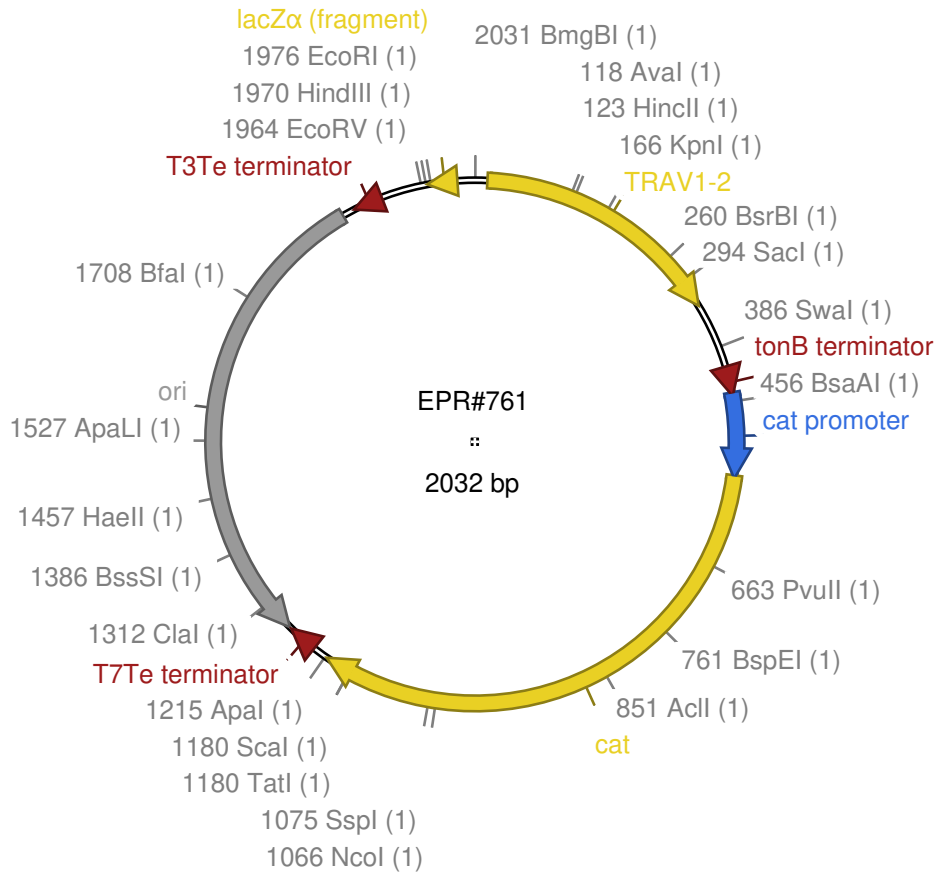 lacZα (fragment)
1976 EcoRI (1)
1970 HindIII (1)
1964 EcoRV (1)
T3Te terminator
2031 BmgBI (1)
118 AvaI (1)
123 HincII (1)
166 KpnI (1)
TRAV1-2
260 BsrBI (1)
294 SacI (1)
386 SwaI (1)
tonB terminator
456 BsaAI (1)
cat promoter
1708 BfaI (1)
ori
1527 ApaLI (1)
1457 HaeII (1)
1386 BssSI (1)
1312 ClaI (1)
T7Te terminator
1215 ApaI (1)
1180 ScaI (1)
1180 TatI (1)
1075 SspI (1)
1066 NcoI (1)
EPR#761
2032 bp
663 PvuII (1)
761 BspEI (1)
851 AclI (1)
cat